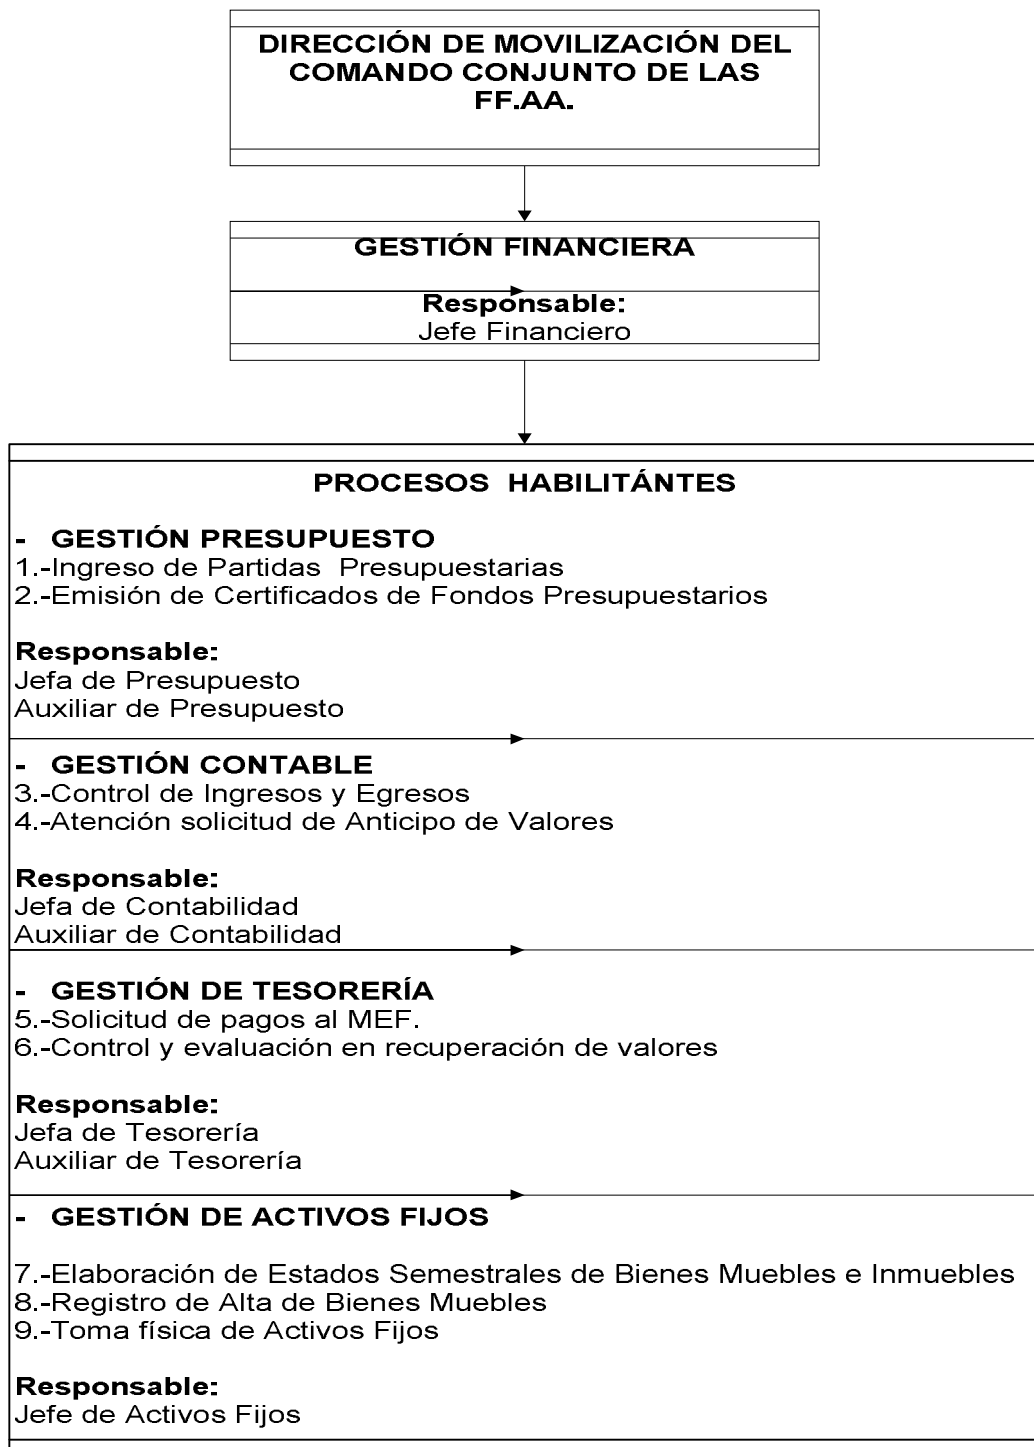 DIRECCIÓN DE MOVILIZACIÓN DEL
COMANDO CONJUNTO DE LAS
FF.AA.
GESTIÓN FINANCIERA
Responsable:
Jefe Financiero
PROCESOS  HABILITÁNTES
-   GESTIÓN PRESUPUESTO
1.-Ingreso de Partidas  Presupuestarias
2.-Emisión de Certificados de Fondos Presupuestarios
Responsable:
Jefa de Presupuesto
Auxiliar de Presupuesto
-   GESTIÓN CONTABLE
3.-Control de Ingresos y Egresos
4.-Atención solicitud de Anticipo de Valores
Responsable:
Jefa de Contabilidad
Auxiliar de Contabilidad
-   GESTIÓN DE TESORERÍA
5.-Solicitud de pagos al MEF.
6.-Control y evaluación en recuperación de valores
Responsable:
Jefa de Tesorería
Auxiliar de Tesorería
-   GESTIÓN DE ACTIVOS FIJOS
7.-Elaboración de Estados Semestrales de Bienes Muebles e Inmuebles
8.-Registro de Alta de Bienes Muebles
9.-Toma física de Activos Fijos
Responsable:
Jefe de Activos Fijos